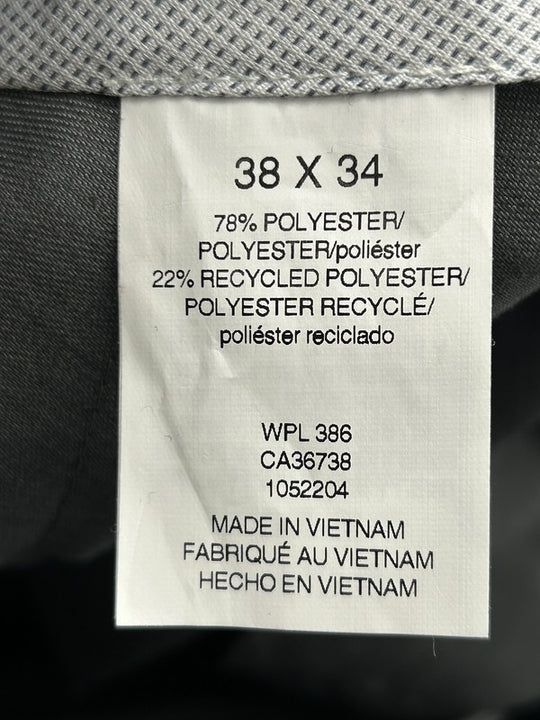 38 X 34
78% POLYESTER/
POLYESTER/poliéster
22% RECYCLED POLYESTER/
POLYESTER RECYCLÉ/
poliéster reciclado
WPL 386
CA36738
1052204
MADE IN VIETNAM
FABRIQUÉ AU VIETNAM
HECHO EN VIETNAM